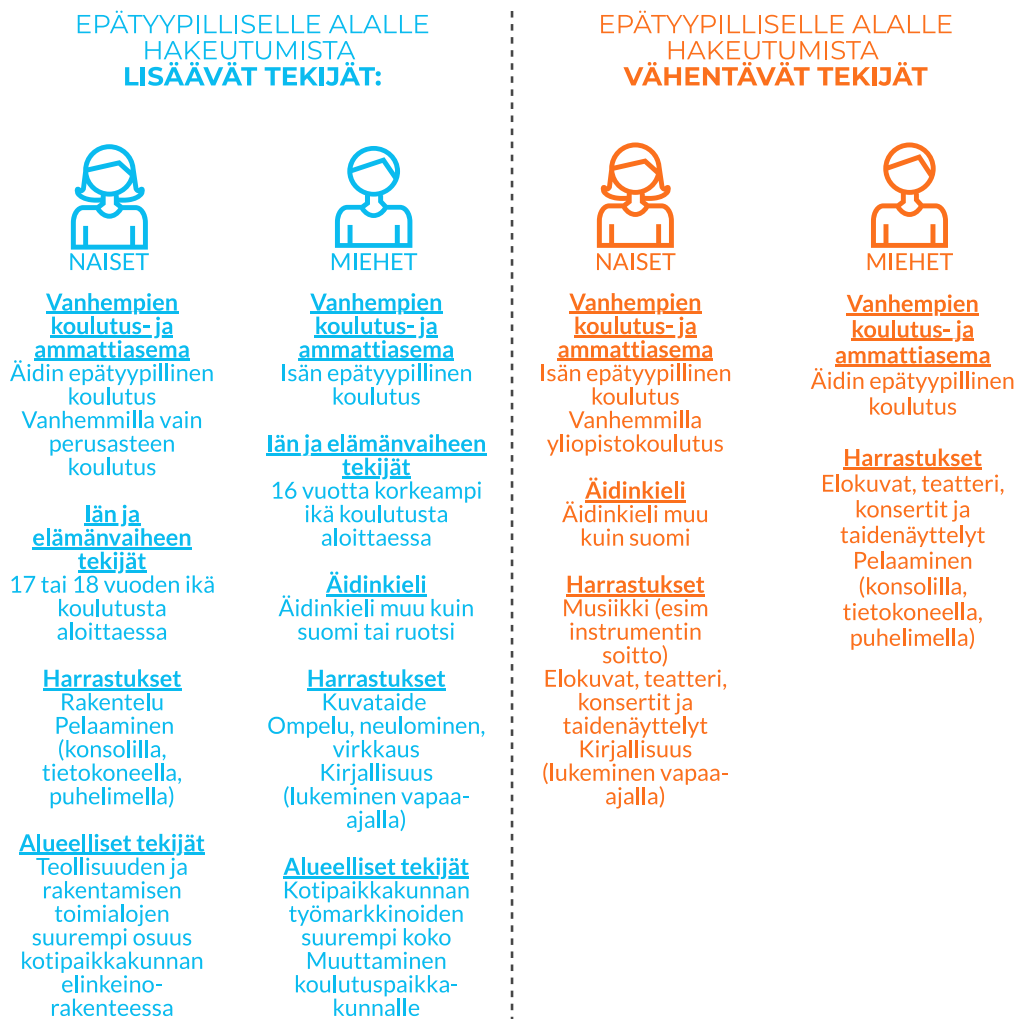 EPÄTYYPILLISELLE ALALLE
HAKEUTUMISTA
LISÄÄVÄT TEKIJÄT:
NAISET
Vanhempien
koulutus- ja
ammattiasema
Äidin epätyypillinen
koulutus
Vanhemmilla vain
perusasteen
koulutus
Iän ja
elämänvaiheen
tekijät
17 tai 18 vuoden ikä
koulutusta
aloittaessa
Harrastukset
Rakentelu
Pelaaminen
(konsolilla,
tietokoneella,
puhelimella)
Alueelliset tekijät
Teollisuuden ja
rakentamisen
toimialojen
suurempi osuus
kotipaikkakunnan
elinkeino-
rakenteessa
MIEHET
Vanhempien
koulutus- ja
ammattiasema
Isän epätyypillinen
koulutus
Iän ja elämänvaiheen
tekijät
16 vuotta korkeampi
ikä koulutusta
aloittaessa
Äidinkieli
Äidinkieli muu kuin
suomi tai ruotsi
Harrastukset
Kuvataide
Ompelu, neulominen,
virkkaus
Kirjallisuus
(lukeminen vapaa-
ajalla)
Alueelliset tekijät
Kotipaikkakunnan
työmarkkinoiden
suurempi koko
Muuttaminen
koulutuspaikka-
kunnalle
EPÄTYYPILLISELLE ALALLE
HAKEUTUMISTA
VÄHENTÄVÄT TEKIJÄT
NAISET
Vanhempien
koulutus- ja
ammattiasema
Isän epätyypillinen
koulutus
Vanhemmilla
yliopistokoulutus
Äidinkieli
Äidinkieli muu
kuin suomi
Harrastukset
Musiikki (esim
instrumentin
soitto)
Elokuvat, teatteri,
konsertit ja
taidenäyttelyt
Kirjallisuus
(lukeminen vapaa-
ajalla)
MIEHET
Vanhempien
koulutus- ja
ammattiasema
Äidin epätyypillinen
koulutus
Harrastukset
Elokuvat, teatteri,
konsertit ja
taidenäyttelyt
Pelaaminen
(konsolilla,
tietokoneella,
puhelimella)